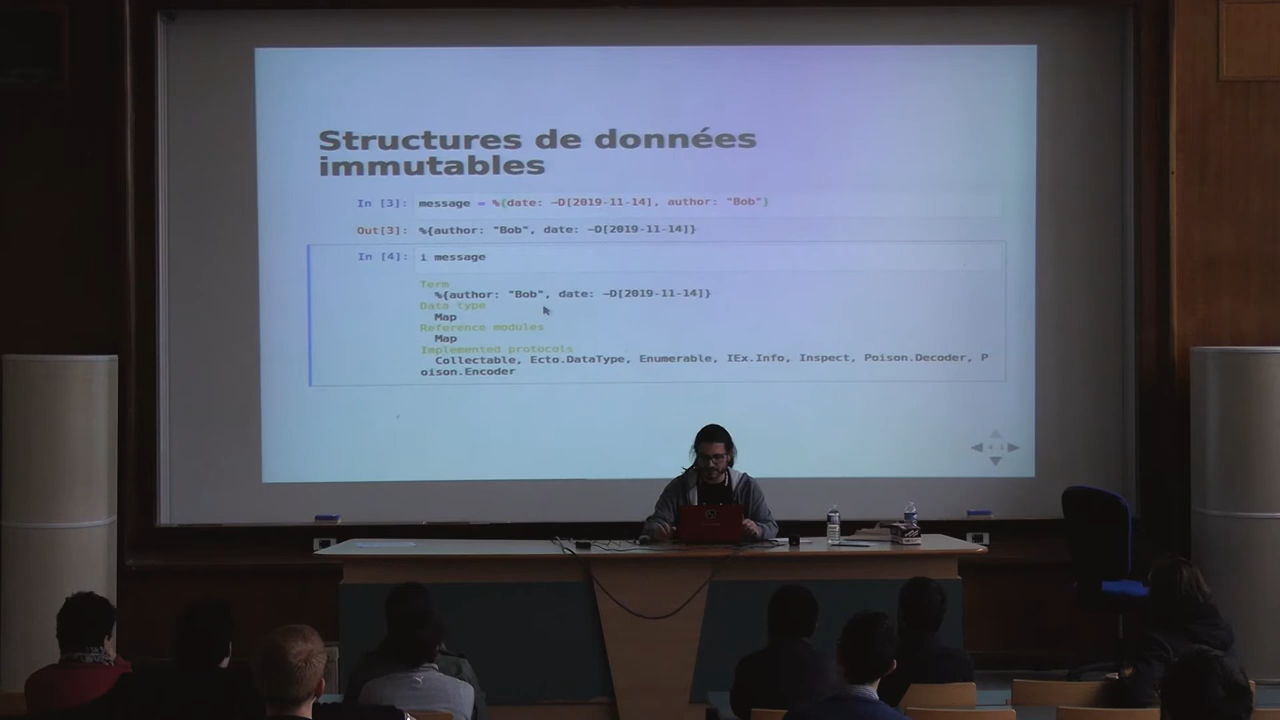 Structures de données
immutables
In [3]: message = %{date: ~D[2019-11-14], author: "Bob"}
Out[3]: %{author: "Bob", date: ~D[2019-11-14]}
In [4]: i message
Term
%{author: "Bob", date: ~D[2019-11-14]}
Data type
Map
Reference modules
Map
Implemented protocols
Collectable, Ecto.DataType, Enumerable, IEx.Info, Inspect, Poison.Decoder, P
oison.Encoder